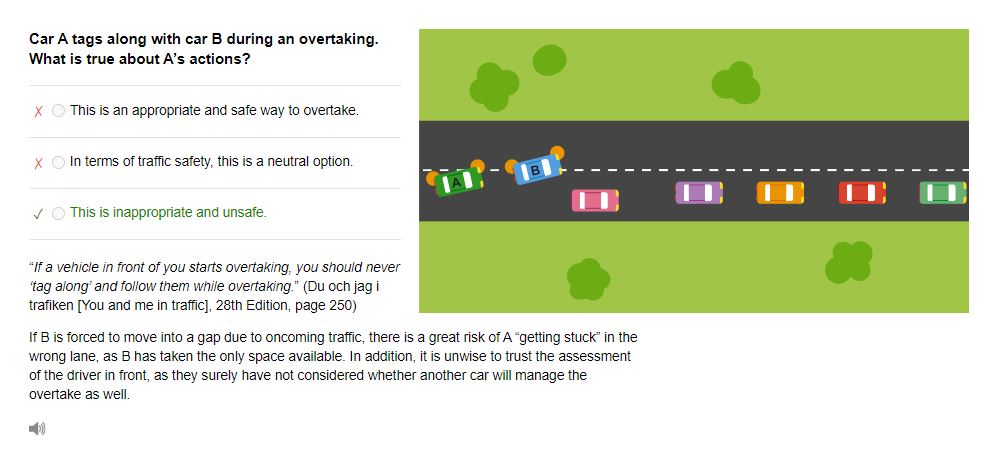 Car A tags along with car B during an overtaking.
What is true about A’s actions?
This is an appropriate and safe way to overtake.
In terms of traffic safety, this is a neutral option.
This is inappropriate and unsafe.
“If a vehicle in front of you starts overtaking, you should never
‘tag along’ and follow them while overtaking.” (Du och jag i
trafiken [You and me in traffic], 28th Edition, page 250)
A
B
If B is forced to move into a gap due to oncoming traffic, there is a great risk of A “getting stuck” in the
wrong lane, as B has taken the only space available. In addition, it is unwise to trust the assessment
of the driver in front, as they surely have not considered whether another car will manage the
overtake as well.